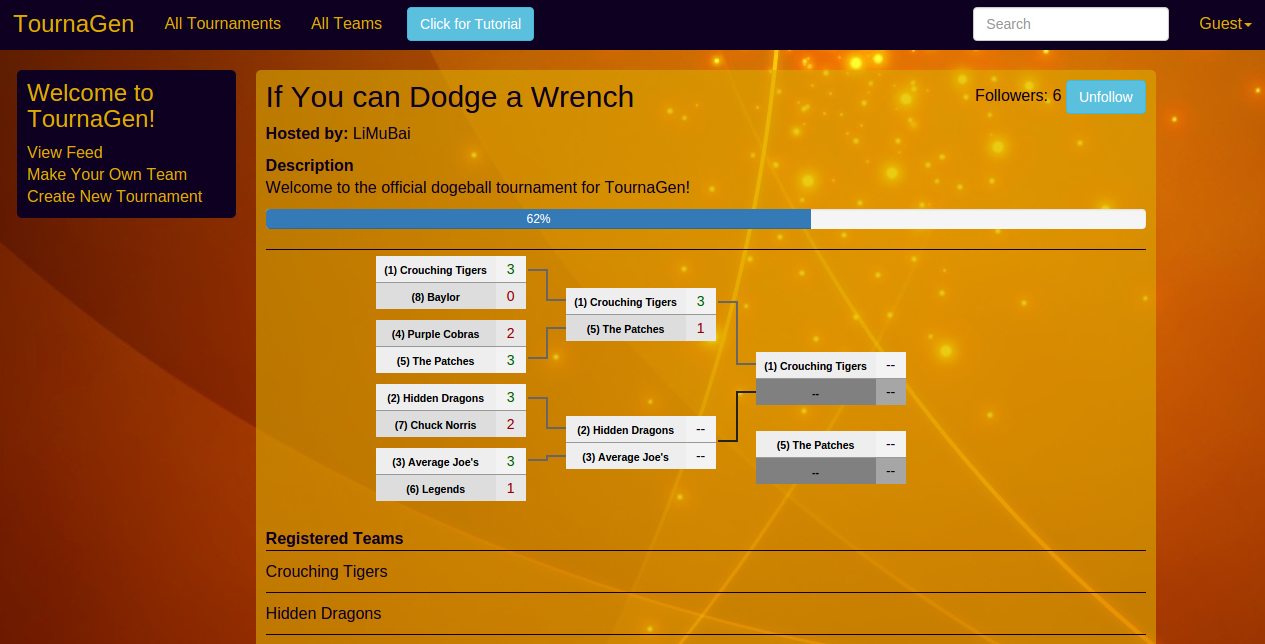 TournaGen All Tournaments All Teams Click for Tutorial Search Guest
Welcome to
TournaGen!
View Feed
Make Your Own Team
Create New Tournament
If You can Dodge a Wrench
Followers: 6 Unfollow
Hosted by: LiMuBai
Description
Welcome to the official dogeball tournament for TournaGen!
62%
(1) Crouching Tigers 3
(8) Baylor 0
(4) Purple Cobras 2
(5) The Patches 3
(2) Hidden Dragons 3
(7) Chuck Norris 2
(3) Average Joe's 3
(6) Legends 1
(1) Crouching Tigers 3
(5) The Patches 1
(2) Hidden Dragons --
(3) Average Joe's --
(1) Crouching Tigers --
-- --
(5) The Patches --
-- --
Registered Teams
Crouching Tigers
Hidden Dragons